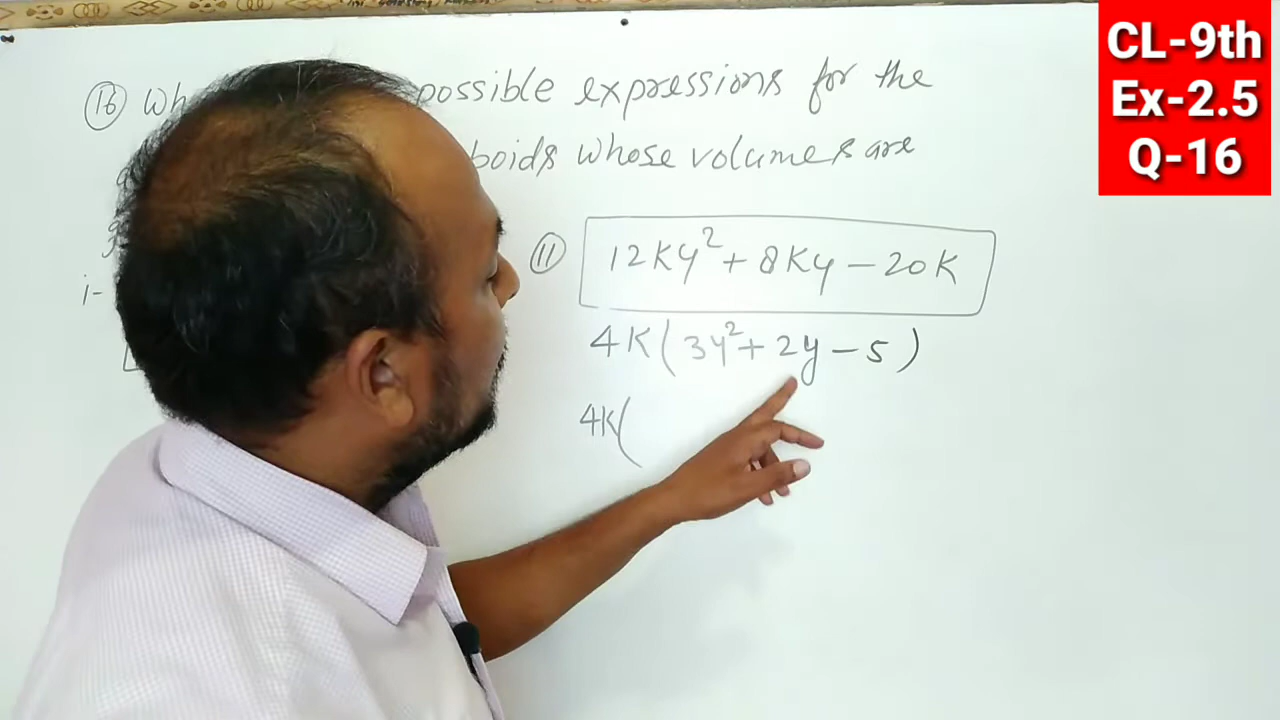 CL-9th
Ex-2.5
Q-16
(16) Wh possible expressions for the
boids whose volumes are
i-
(11) 12Ky²+8Ky-20K
4K(3y²+2y-5)
4K(